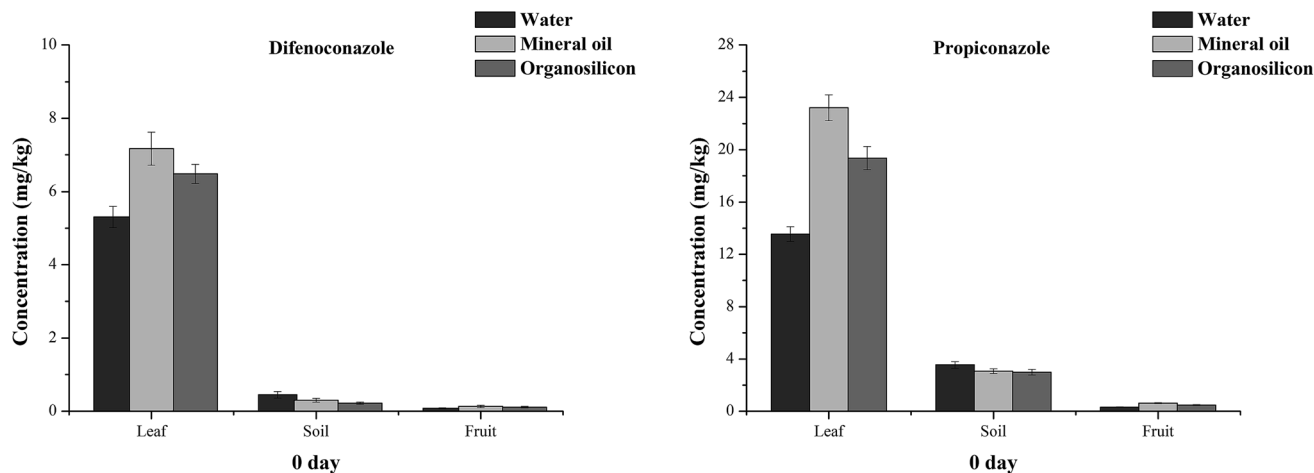 Water
Mineral oil
Organosilicon
Difenoconazole
10
8
6
4
2
0
Concentration (mg/kg)
Leaf Soil Fruit
0 day
Water
Mineral oil
Organosilicon
Propiconazole
28
24
20
16
12
8
4
0
Concentration (mg/kg)
Leaf Soil Fruit
0 day